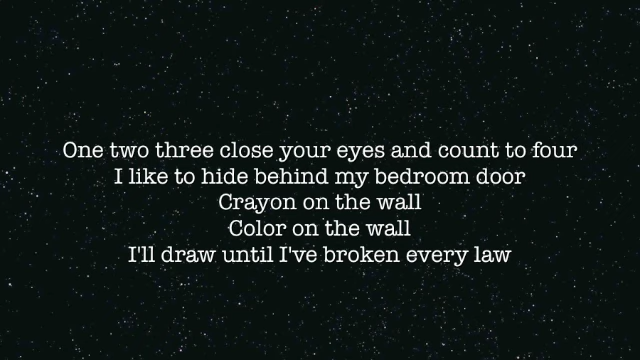 One two three close your eyes and count to four
I like to hide behind my bedroom door
Crayon on the wall
Color on the wall
I'll draw until I've broken every law